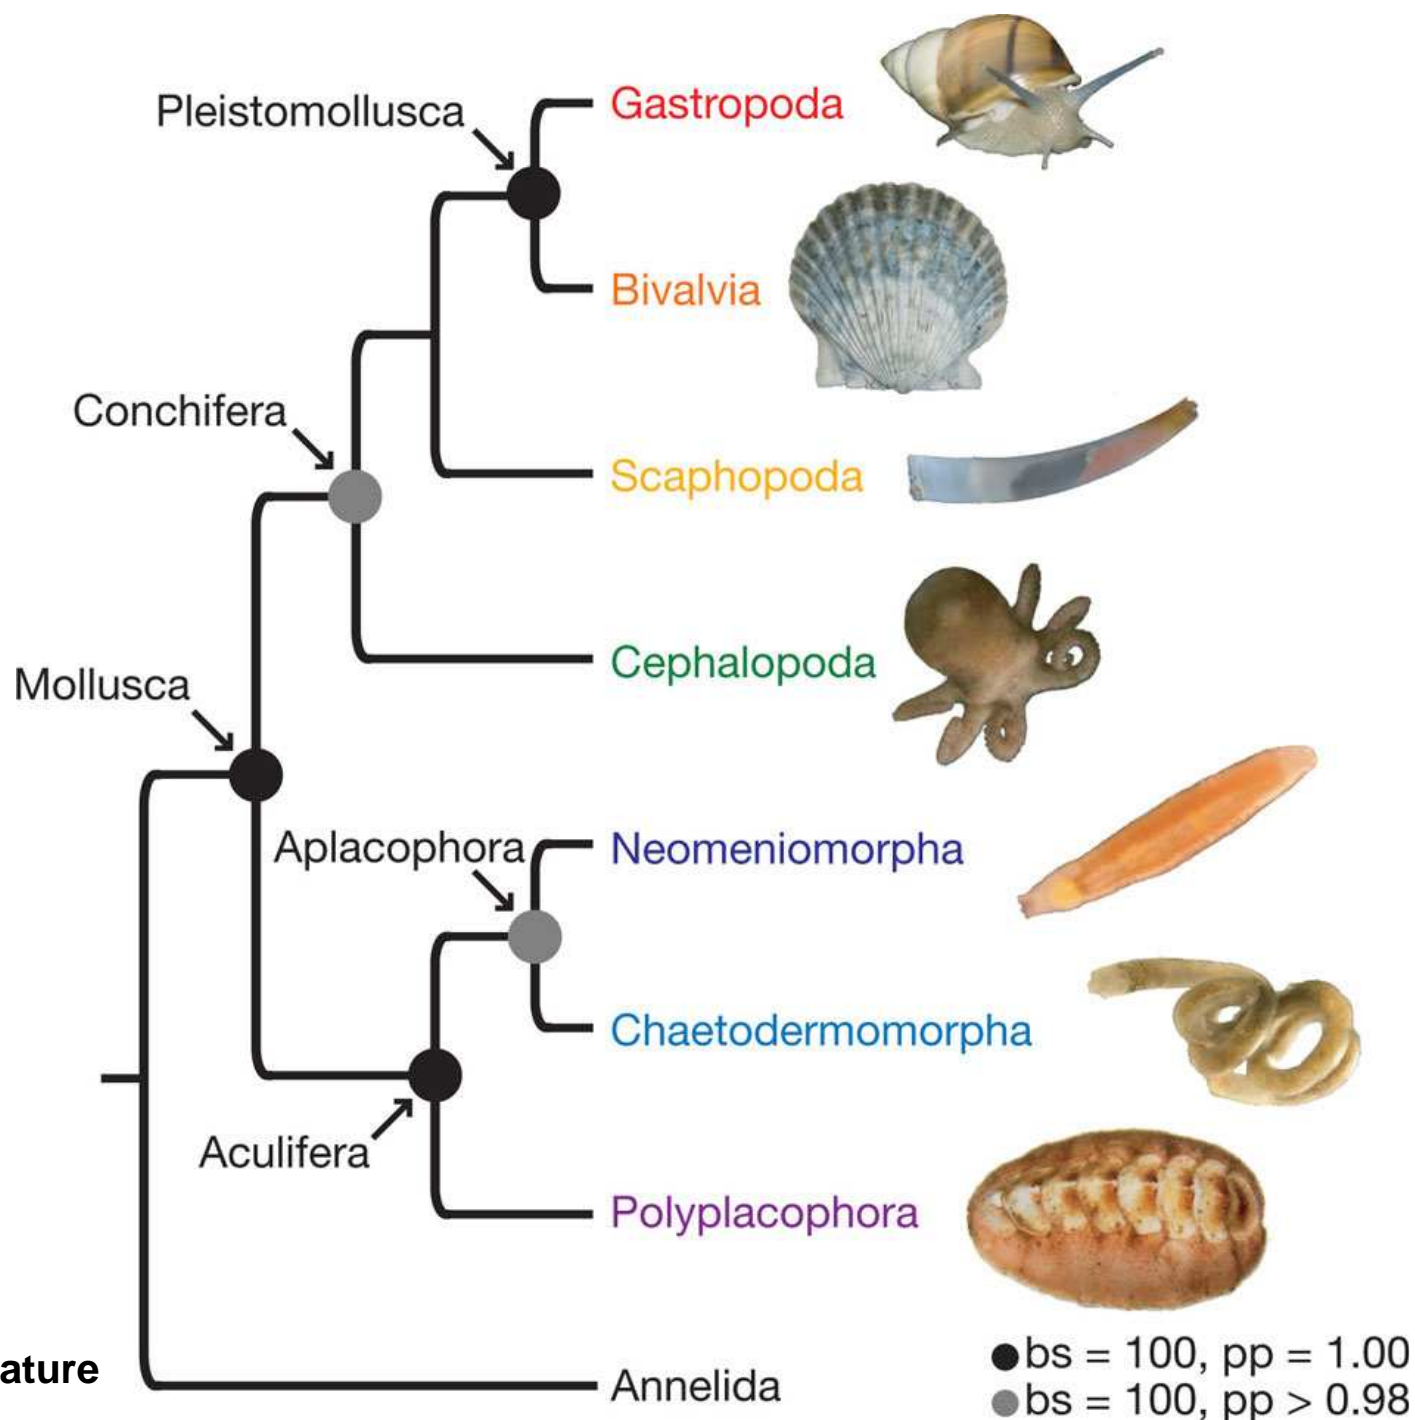 Pleistomollusca
Gastropoda
Bivalvia
Conchifera
Scaphopoda
Cephalopoda
Mollusca
Aplacophora
Neomeniomorpha
Chaetodermomorpha
Aculifera
Polyplacophora
Annelida
ature
bs = 100, pp = 1.00
bs = 100, pp > 0.98